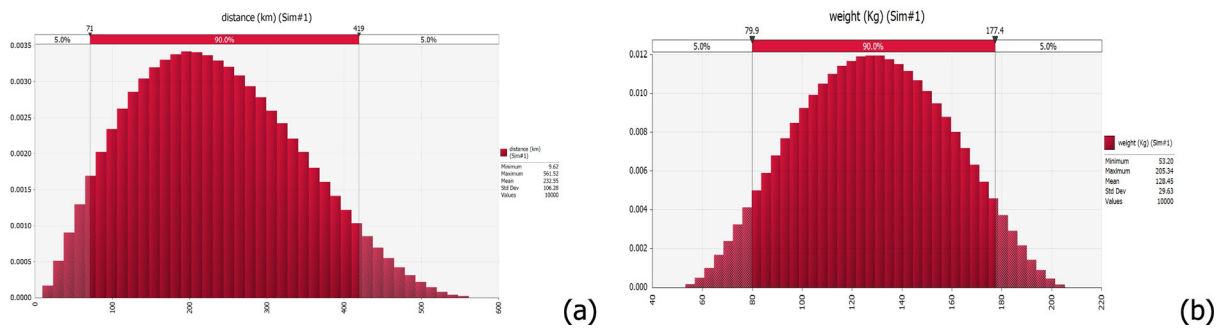 distance (km) (Sim#1)
71 419
5.0% 90.0% 5.0%
0.0035
0.0030
0.0025
0.0020
0.0015
0.0010
0.0005
0.0000
0 100 200 300 400 500 600
distance (km)
(Sim#1)
Minimum 9.62
Maximum 561.52
Mean 232.55
Std Dev 106.28
Values 10000
(a)
weight (Kg) (Sim#1)
79.9 177.4
5.0% 90.0% 5.0%
0.012
0.010
0.008
0.006
0.004
0.002
0.000
40 60 80 100 120 140 160 180 200 220
weight (Kg) (Sim#1)
Minimum 53.20
Maximum 205.34
Mean 128.45
Std Dev 29.63
Values 10000
(b)